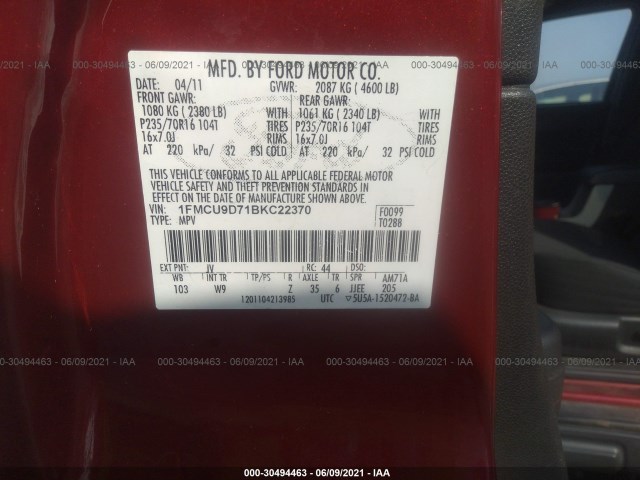 000-30494463 - 06/09/2021 - IAA
MFD. BY FORD MOTOR CO.
DATE: 04/11 GVWR: 2087 KG ( 4600 LB)
FRONT GAWR: REAR GAWR:
1080 KG ( 2380 LB) WITH 1061 KG ( 2340 LB) WITH
P235/70R16 104T TIRES P235/70R16 104T TIRES
16x7.0J RIMS 16x7.0J RIMS
AT 220 kPa/ 32 PSI COLD AT 220 kPa/ 32 PSI COLD
THIS VEHICLE CONFORMS TO ALL APPLICABLE FEDERAL MOTOR
VEHICLE SAFETY AND THEFT PREVENTION STANDARDS IN
EFFECT ON THE DATE OF MANUFACTURE SHOWN ABOVE.
VIN: 1FMCU9D71BKC22370 F0099
TYPE: MPV T0288
EXT PNT: JV RC: 44 DSO:
WB INT TR TP/PS R AXLE TR SPR AM71A
103 W9 Z 35 6 JJEE 205
1201104213985 UTC ▽5U5A-1520472-BA
000-30494463 - 06/09/2021 - IAA
000-30494463 - 06/09/2021 - IAA